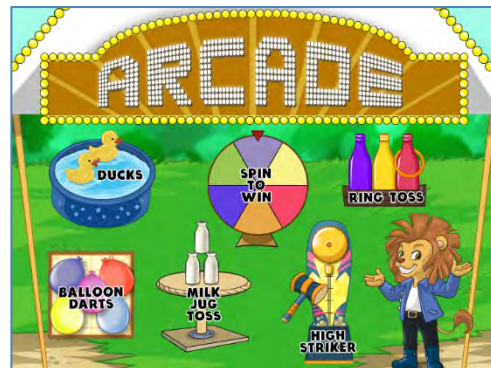 ARCADE
DUCKS
SPIN
TO
WIN
RING TOSS
BALLOON
DARTS
MILK
JUG
TOSS
HIGH
STRIKER